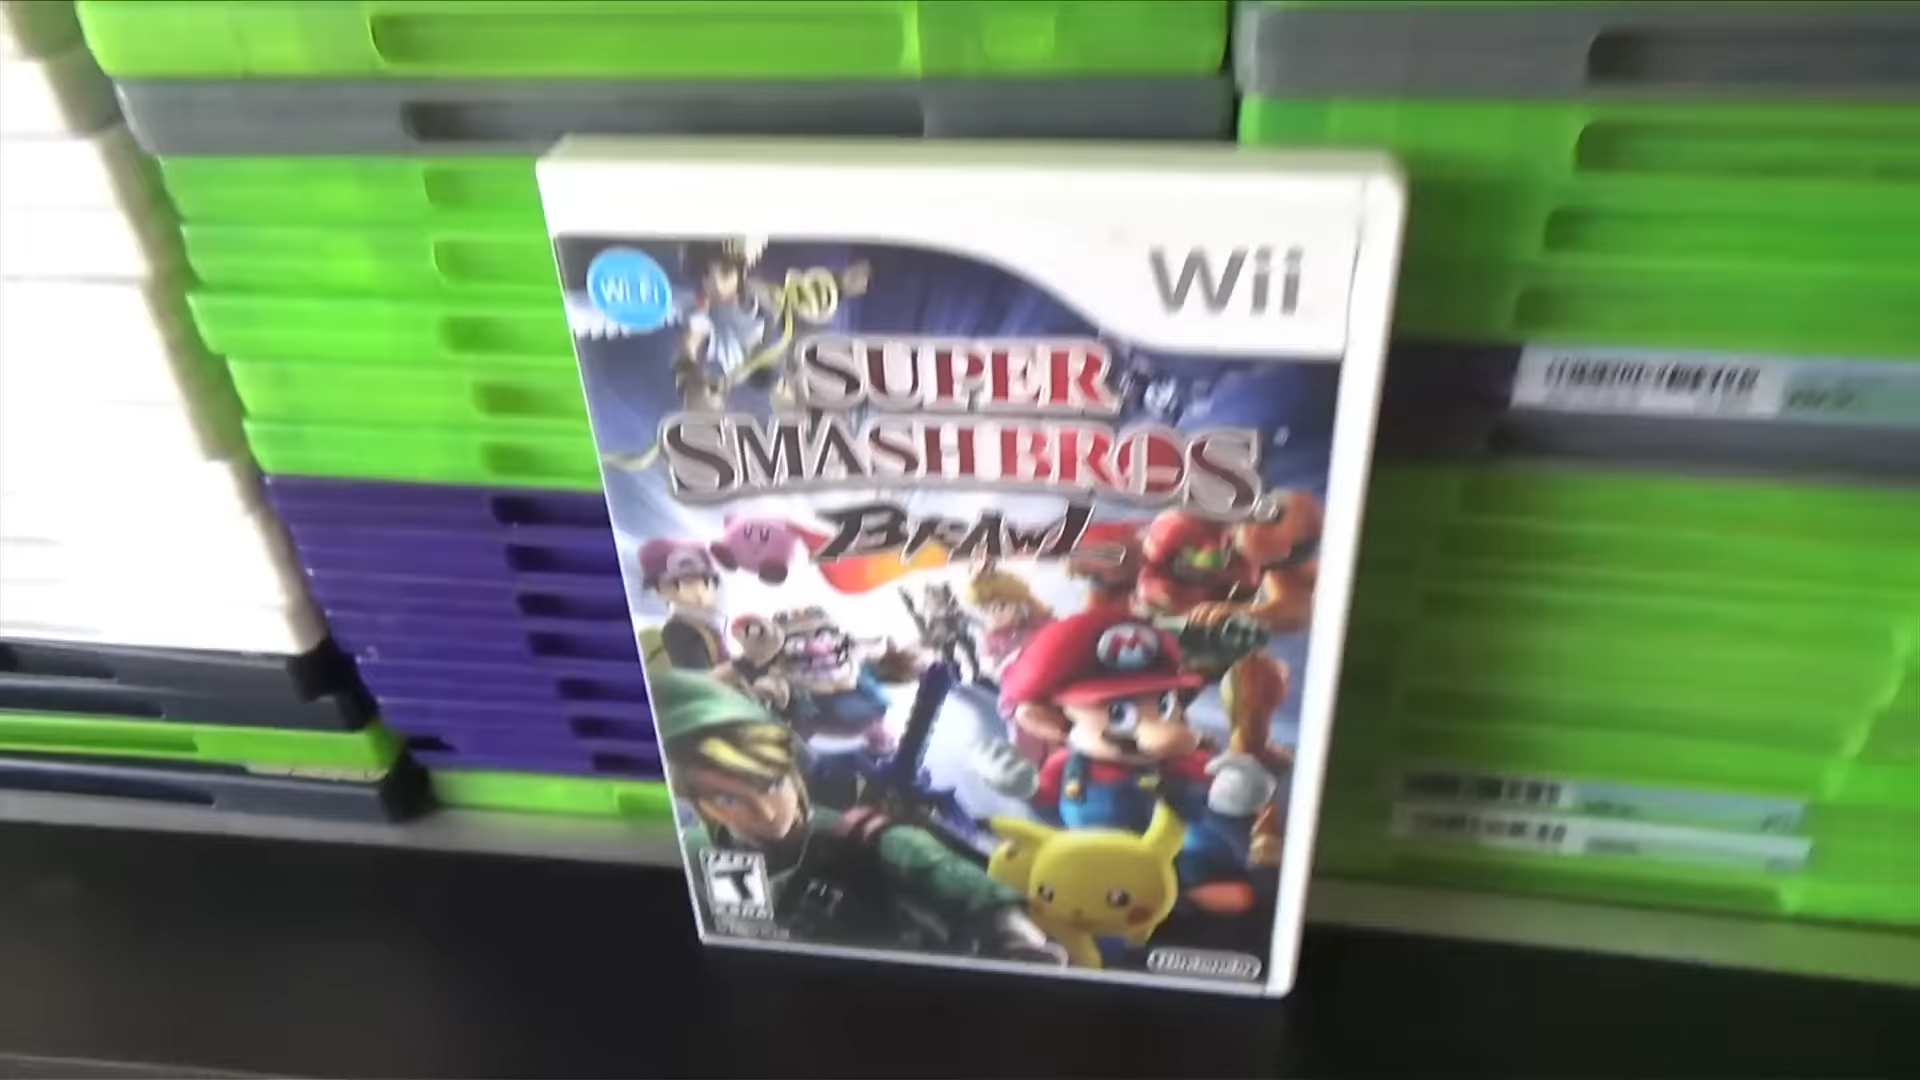 Wi-Fi
Wii
SUPER
SMASH BROS.
BRAWL
M
T
Nintendo